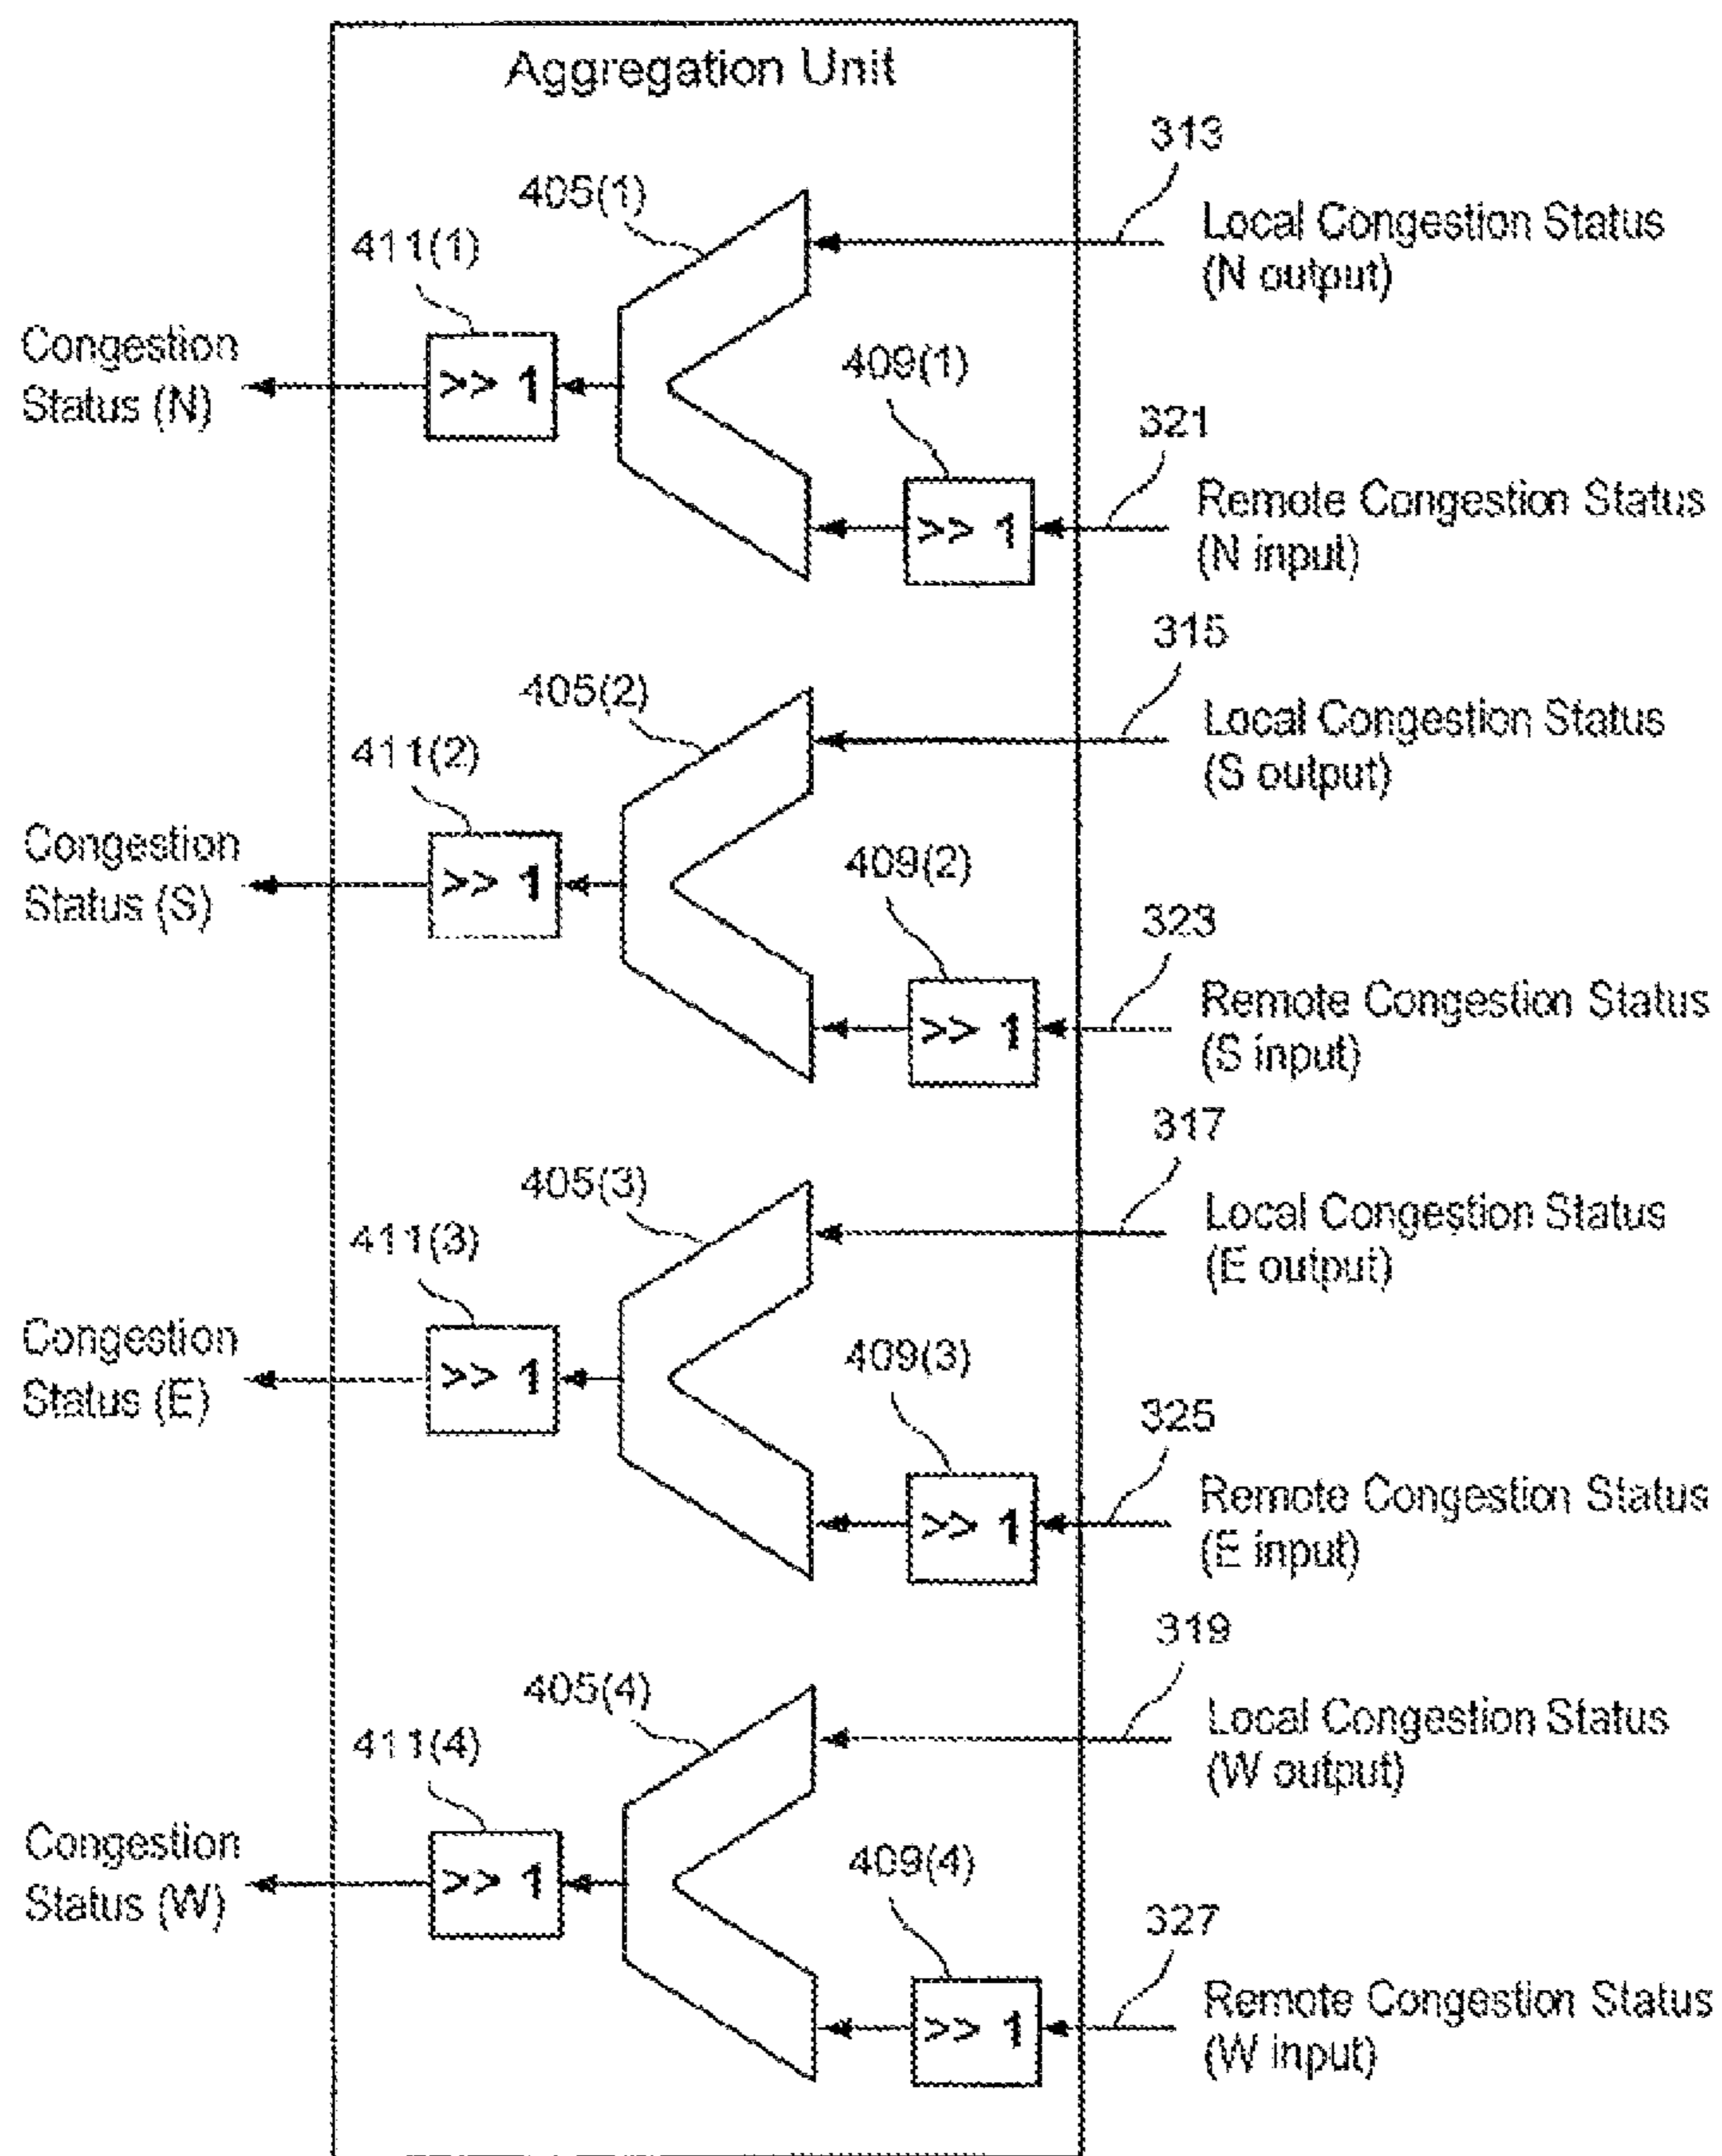 Aggregation Unit
313
405(1)
Local Congestion Status
(N output)
411(1)
Congestion
Status (N)
>> 1
409(1)
321
>> 1
Remote Congestion Status
(N input)
315
405(2)
Local Congestion Status
(S output)
411(2)
Congestion
Status (S)
>> 1
409(2)
323
>> 1
Remote Congestion Status
(S input)
317
405(3)
Local Congestion Status
(E output)
411(3)
Congestion
Status (E)
>> 1
409(3)
325
>> 1
Remote Congestion Status
(E input)
319
405(4)
Local Congestion Status
(W output)
411(4)
Congestion
Status (W)
>> 1
409(4)
327
>> 1
Remote Congestion Status
(W input)